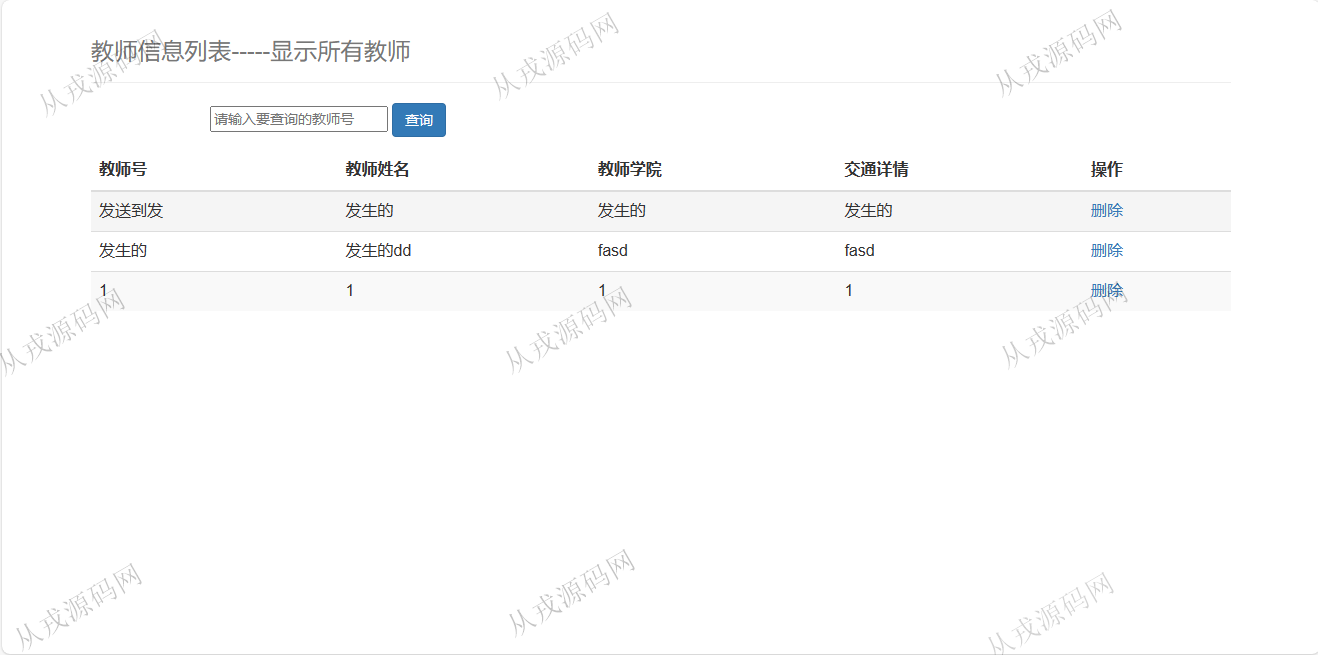 教师信息列表-----显示所有教师
请输入要查询的教师号 查询
教师号 教师姓名 教师学院 交通详情 操作
发送到发 发生的 发生的 发生的 删除
发生的 发生的dd fasd fasd 删除
1 1 1 1 删除
从戎源码网
从戎源码网
从戎源码网
从戎源码网
从戎源码网
从戎源码网
从戎源码网
从戎源码网
从戎源码网